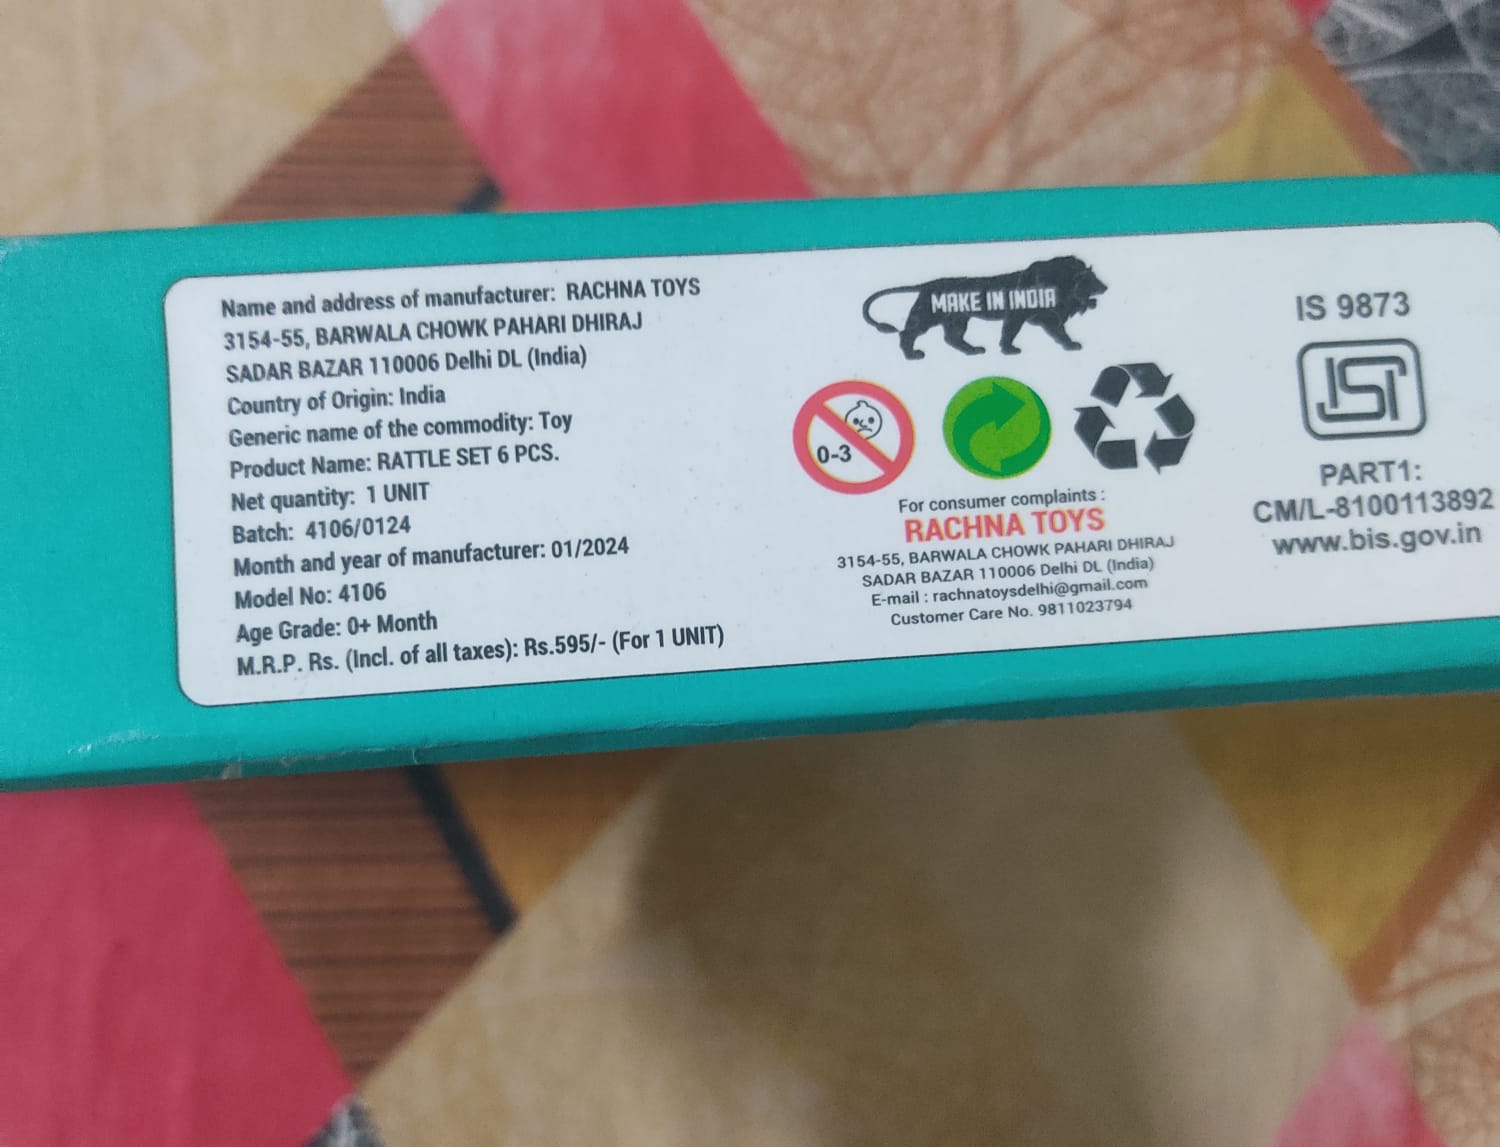 Name and address of manufacturer: RACHNA TOYS
3154-55, BARWALA CHOWK PAHARI DHIRAJ
SADAR BAZAR 110006 Delhi DL (India)
Country of Origin: India
Generic name of the commodity: Toy
Product Name: RATTLE SET 6 PCS.
Net quantity: 1 UNIT
Batch: 4106/0124
Month and year of manufacturer: 01/2024
Model No: 4106
Age Grade: 0+ Month
M.R.P. Rs. (Incl. of all taxes): Rs.595/- (For 1 UNIT)
MAKE IN INDIA
0-3
For consumer complaints :
RACHNA TOYS
3154-55, BARWALA CHOWK PAHARI DHIRAJ
SADAR BAZAR 110006 Delhi DL (India)
E-mail : rachnatoysdelhi@gmail.com
Customer Care No. 9811023794
IS 9873
ISI
PART1:
CM/L-8100113892
www.bis.gov.in